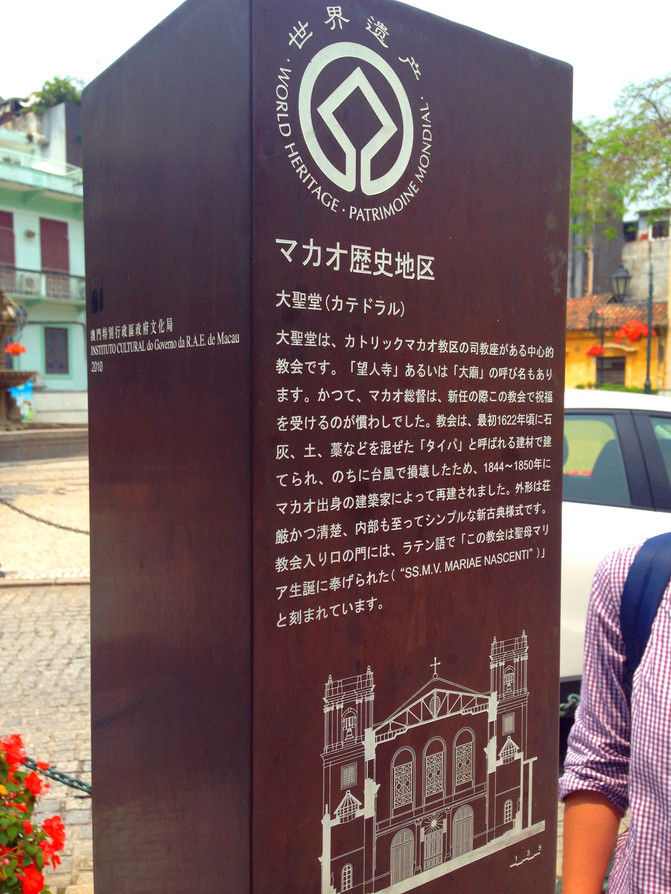 世界遗产
· WORLD HERITAGE · PATRIMOINE MONDIAL ·
マカオ歴史地区
大聖堂（カテドラル）
大聖堂は、カトリックマカオ教区の司教座がある中心的
教会です。「望人寺」あるいは「大廟」の呼び名もあり
ます。かつて、マカオ総督は、新任の際この教会で祝福
を受けるのが慣わしでした。教会は、最初1622年頃に石
灰、土、藁などを混ぜた「タイパ」と呼ばれる建材で建
てられ、のちに台風で損壊したため、1844～1850年に
マカオ出身の建築家によって再建されました。外形は荘
厳かつ清楚、内部も至ってシンプルな新古典様式です。
教会入り口の門には、ラテン語で「この教会は聖母マリ
ア生誕に奉げられた（“SS.M.V. MARIAE NASCENTI”）」
と刻まれています。
澳門特別行政區政府文化局
INSTITUTO CULTURAL do Governo da R.A.E. de Macau
2010
1 3 5